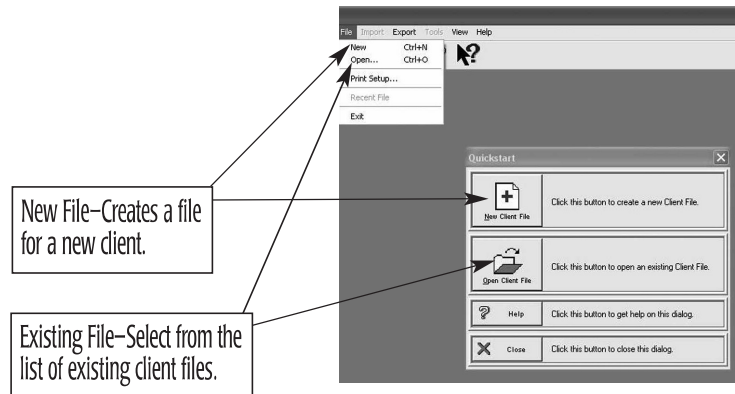 File Import Export Tools View Help
New Ctrl+N
Open... Ctrl+O
Print Setup...
Recent File
Exit
New File–Creates a file
for a new client.
Existing File–Select from the
list of existing client files.
Quickstart
New Client File
Click this button to create a new Client File.
Open Client File
Click this button to open an existing Client File.
Help
Click this button to get help on this dialog.
Close
Click this button to close this dialog.